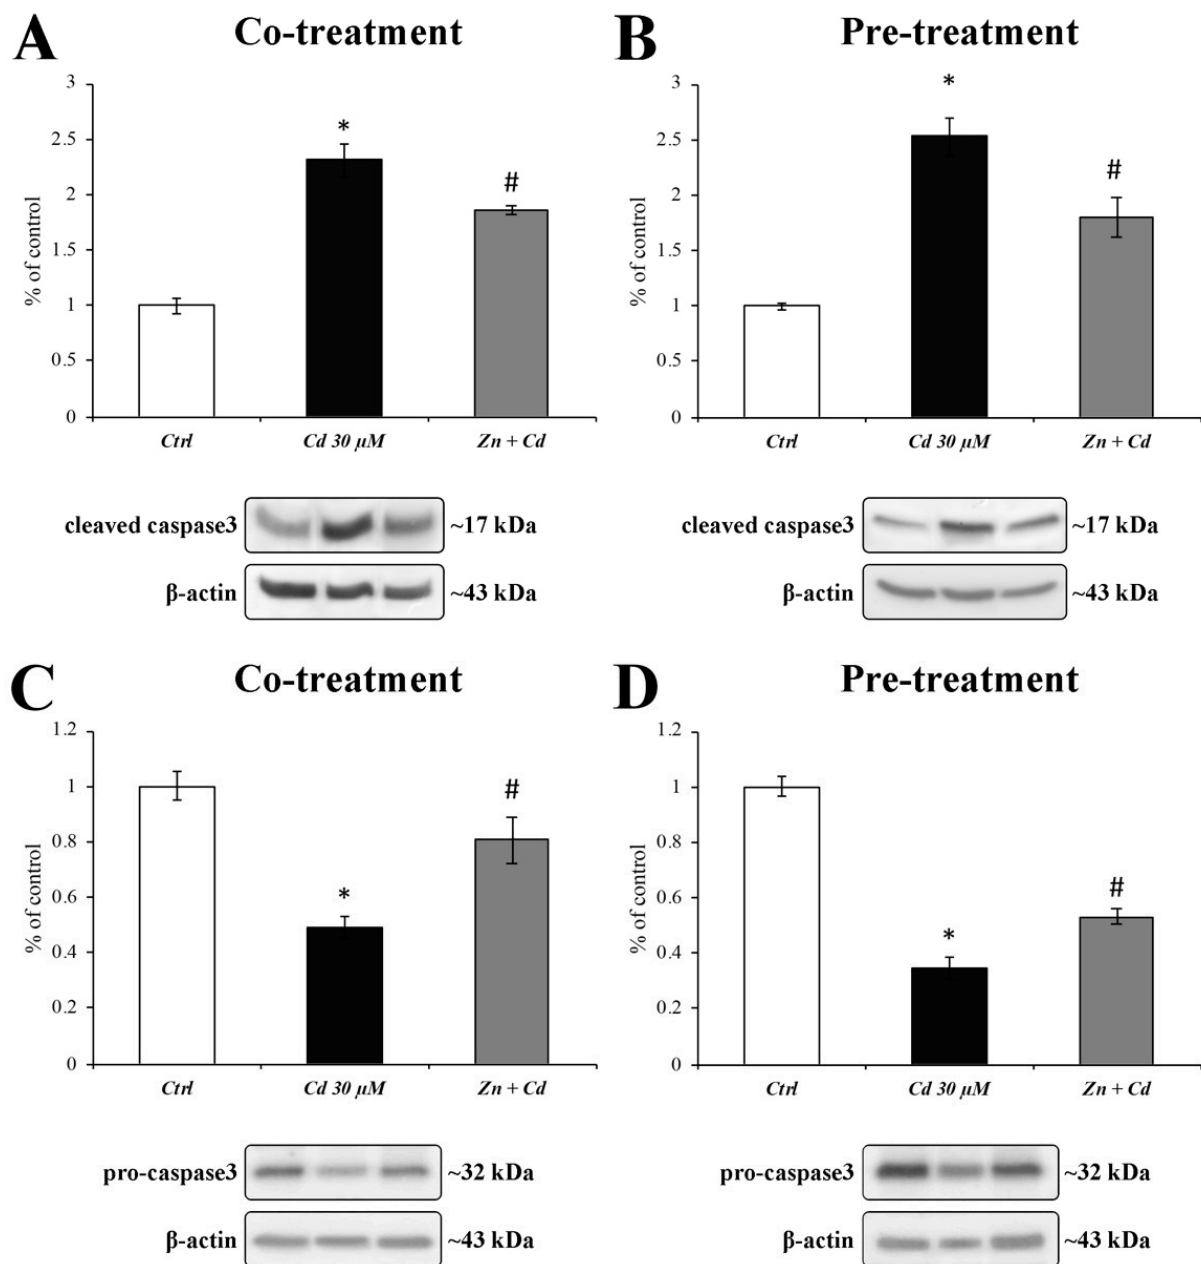 A Co-treatment
3
2.5
2
1.5
1
0.5
0
% of control
*
#
Ctrl Cd 30 µM Zn + Cd
cleaved caspase3 ~17 kDa
β-actin ~43 kDa
B Pre-treatment
3
2.5
2
1.5
1
0.5
0
% of control
*
#
Ctrl Cd 30 µM Zn + Cd
cleaved caspase3 ~17 kDa
β-actin ~43 kDa
C Co-treatment
1.2
1
0.8
0.6
0.4
0.2
0
% of control
*
#
Ctrl Cd 30 µM Zn + Cd
pro-caspase3 ~32 kDa
β-actin ~43 kDa
D Pre-treatment
1.2
1
0.8
0.6
0.4
0.2
0
% of control
*
#
Ctrl Cd 30 µM Zn + Cd
pro-caspase3 ~32 kDa
β-actin ~43 kDa